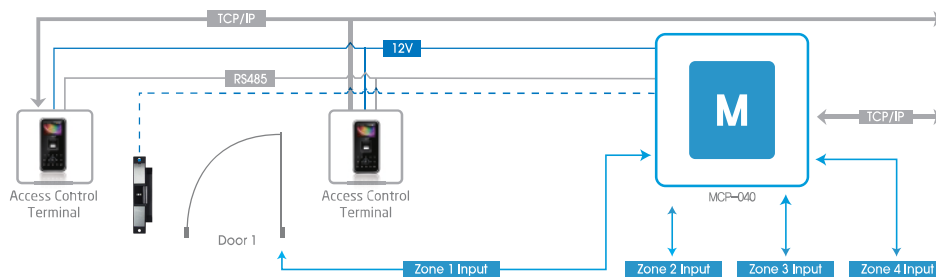 TCP/IP
12V
RS485
M
TCP/IP
Access Control
Terminal
Access Control
Terminal
MCP-040
Door 1
Zone 1 Input
Zone 2 Input
Zone 3 Input
Zone 4 Input